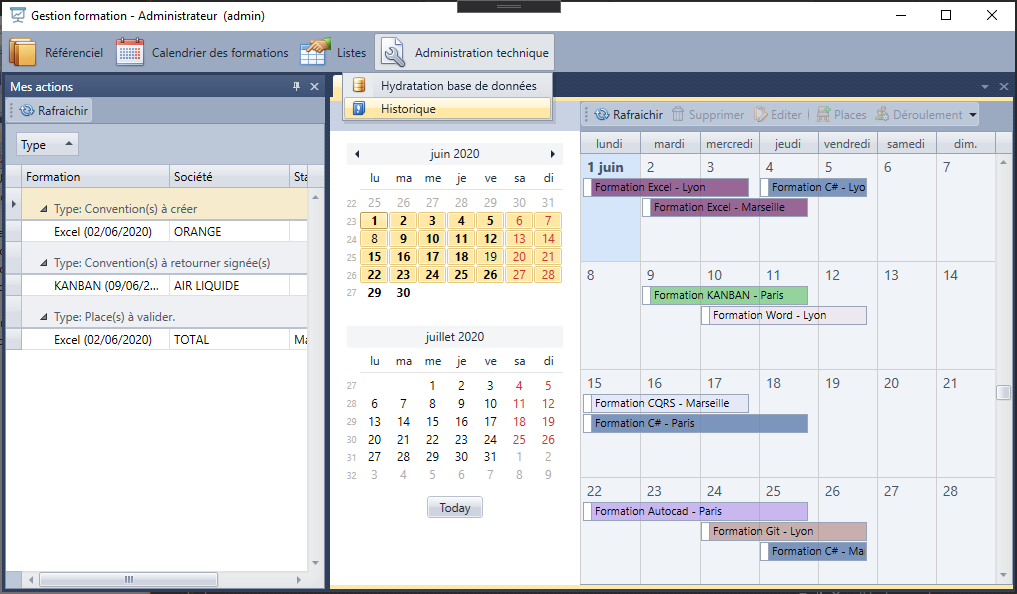 Gestion formation - Administrateur (admin)
Référenciel Calendrier des formations Listes Administration technique
Mes actions
Hydratation base de données
Historique
Rafraichir
Type
Formation Société Sta
Type: Convention(s) à créer
Excel (02/06/2020) ORANGE
Type: Convention(s) à retourner signée(s)
KANBAN (09/06/2... AIR LIQUIDE
Type: Place(s) à valider.
Excel (02/06/2020) TOTAL Ma
juin 2020
lu ma me je ve sa di
22 25 26 27 28 29 30 31
23 1 2 3 4 5 6 7
24 8 9 10 11 12 13 14
25 15 16 17 18 19 20 21
26 22 23 24 25 26 27 28
27 29 30
juillet 2020
lu ma me je ve sa di
27 1 2 3 4 5
28 6 7 8 9 10 11 12
29 13 14 15 16 17 18 19
30 20 21 22 23 24 25 26
31 27 28 29 30 31 1 2
32 3 4 5 6 7 8 9
Today
Rafraichir Supprimer Editer Places Déroulement
lundi mardi mercredi jeudi vendredi samedi dim.
1 juin 2 3 4 5 6 7
Formation Excel - Lyon Formation C# - Lyo
Formation Excel - Marseille
8 9 10 11 12 13 14
Formation KANBAN - Paris
Formation Word - Lyon
15 16 17 18 19 20 21
Formation CQRS - Marseille
Formation C# - Paris
22 23 24 25 26 27 28
Formation Autocad - Paris
Formation Git - Lyon
Formation C# - Ma